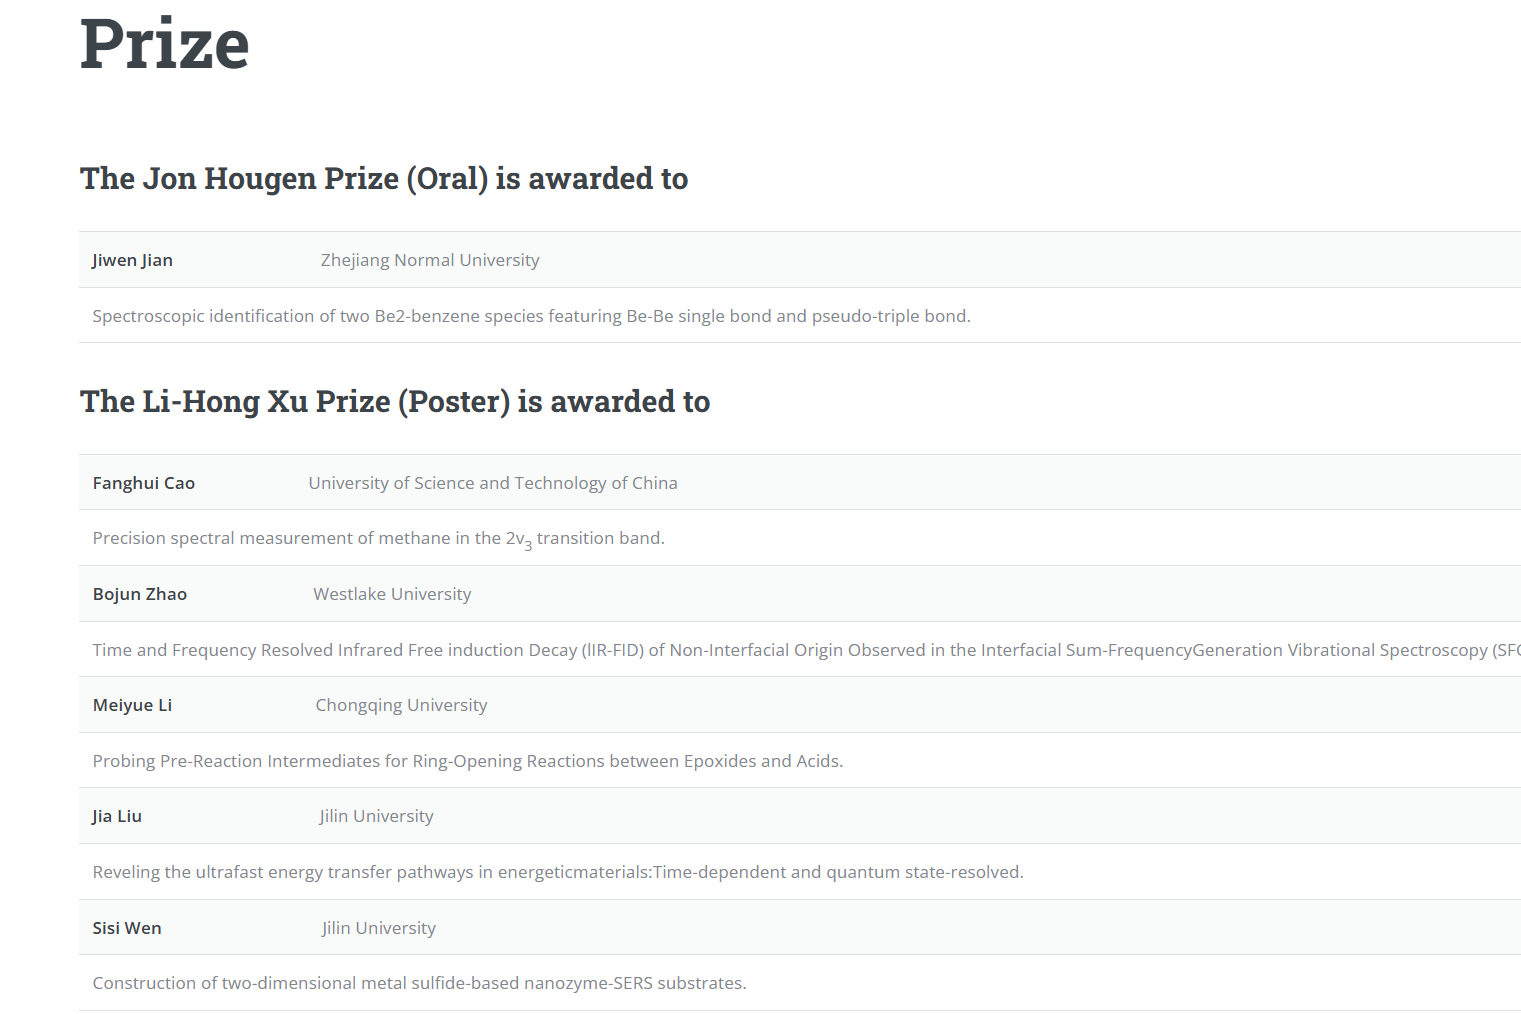 Prize
The Jon Hougen Prize (Oral) is awarded to
Jiwen Jian Zhejiang Normal University
Spectroscopic identification of two Be2-benzene species featuring Be-Be single bond and pseudo-triple bond.
The Li-Hong Xu Prize (Poster) is awarded to
Fanghui Cao University of Science and Technology of China
Precision spectral measurement of methane in the 2v₃ transition band.
Bojun Zhao Westlake University
Time and Frequency Resolved Infrared Free induction Decay (lIR-FID) of Non-Interfacial Origin Observed in the Interfacial Sum-FrequencyGeneration Vibrational Spectroscopy (SFG
Meiyue Li Chongqing University
Probing Pre-Reaction Intermediates for Ring-Opening Reactions between Epoxides and Acids.
Jia Liu Jilin University
Reveling the ultrafast energy transfer pathways in energeticmaterials:Time-dependent and quantum state-resolved.
Sisi Wen Jilin University
Construction of two-dimensional metal sulfide-based nanozyme-SERS substrates.